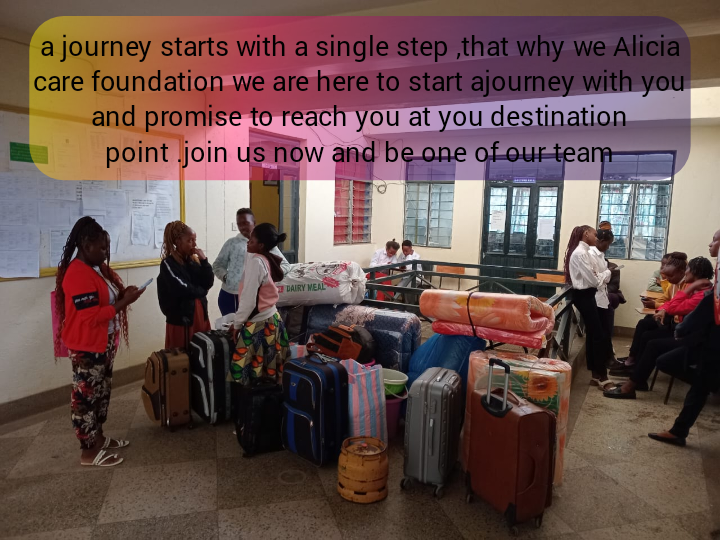 a journey starts with a single step ,that why we Alicia
care foundation we are here to start ajourney with you
and promise to reach you at you destination
point .join us now and be one of our team
DAIRY MEAL